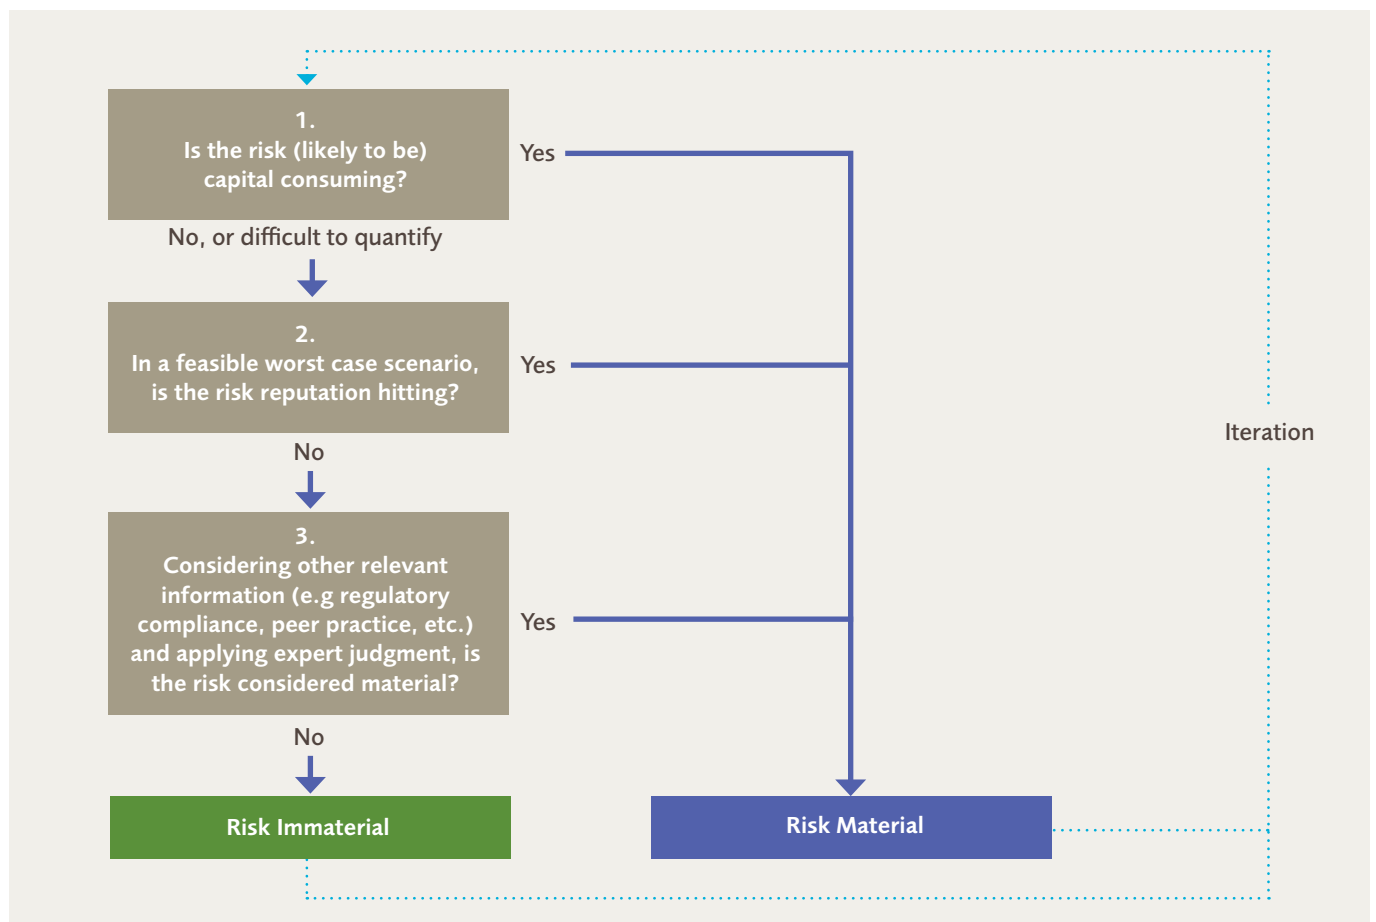 1.
Is the risk (likely to be)
capital consuming?
Yes
No, or difficult to quantify
2.
In a feasible worst case scenario,
is the risk reputation hitting?
Yes
Iteration
No
3.
Considering other relevant
information (e.g regulatory
compliance, peer practice, etc.)
and applying expert judgment, is
the risk considered material?
Yes
No
Risk Immaterial
Risk Material